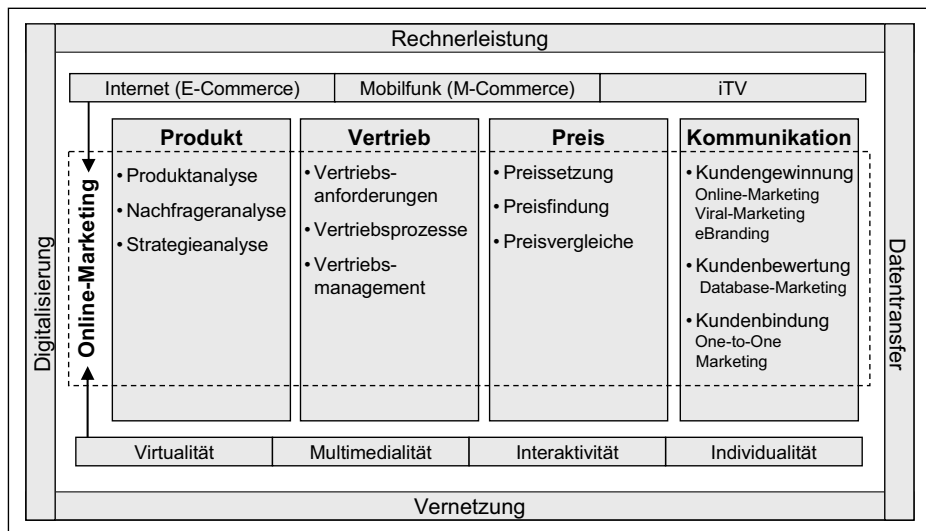 Rechnerleistung
Internet (E-Commerce)
Mobilfunk (M-Commerce)
iTV
Digitalisierung
Online-Marketing
Produkt
• Produktanalyse
• Nachfrageranalyse
• Strategieanalyse
Vertrieb
• Vertriebs-
anforderungen
• Vertriebsprozesse
• Vertriebs-
management
Preis
• Preissetzung
• Preisfindung
• Preisvergleiche
Kommunikation
• Kundengewinnung
Online-Marketing
Viral-Marketing
eBranding
• Kundenbewertung
Database-Marketing
• Kundenbindung
One-to-One
Marketing
Datentransfer
Virtualität
Multimedialität
Interaktivität
Individualität
Vernetzung